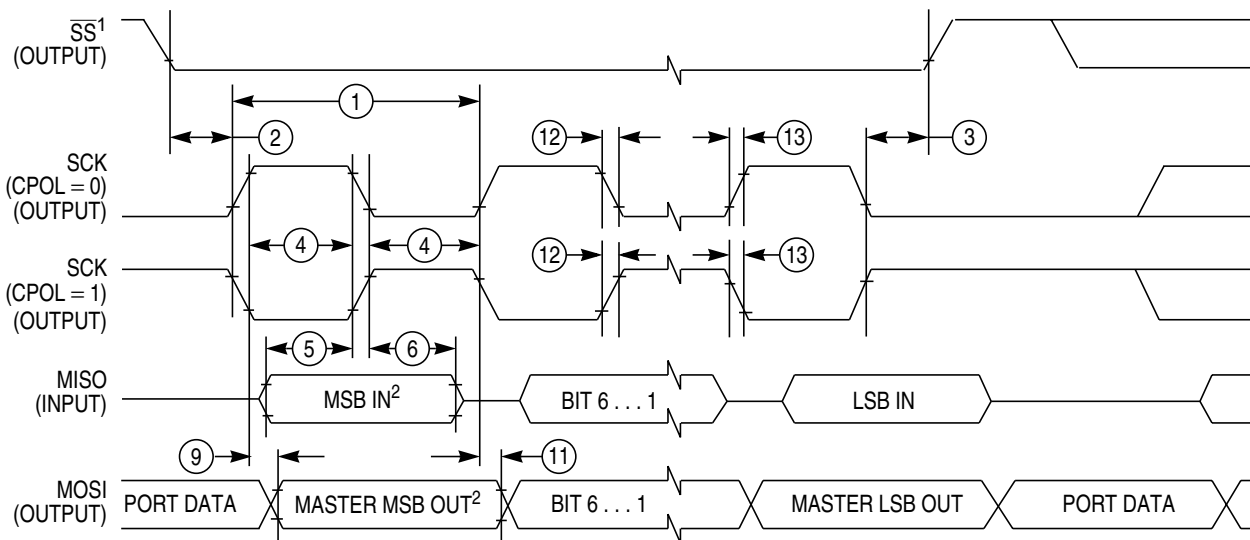 SS¹
(OUTPUT)
1
2
12
13
3
SCK
(CPOL = 0)
(OUTPUT)
4
4
SCK
(CPOL = 1)
(OUTPUT)
12
13
5
6
MISO
(INPUT)
MSB IN²
BIT 6 . . . 1
LSB IN
9
11
MOSI
(OUTPUT)
PORT DATA
MASTER MSB OUT²
BIT 6 . . . 1
MASTER LSB OUT
PORT DATA